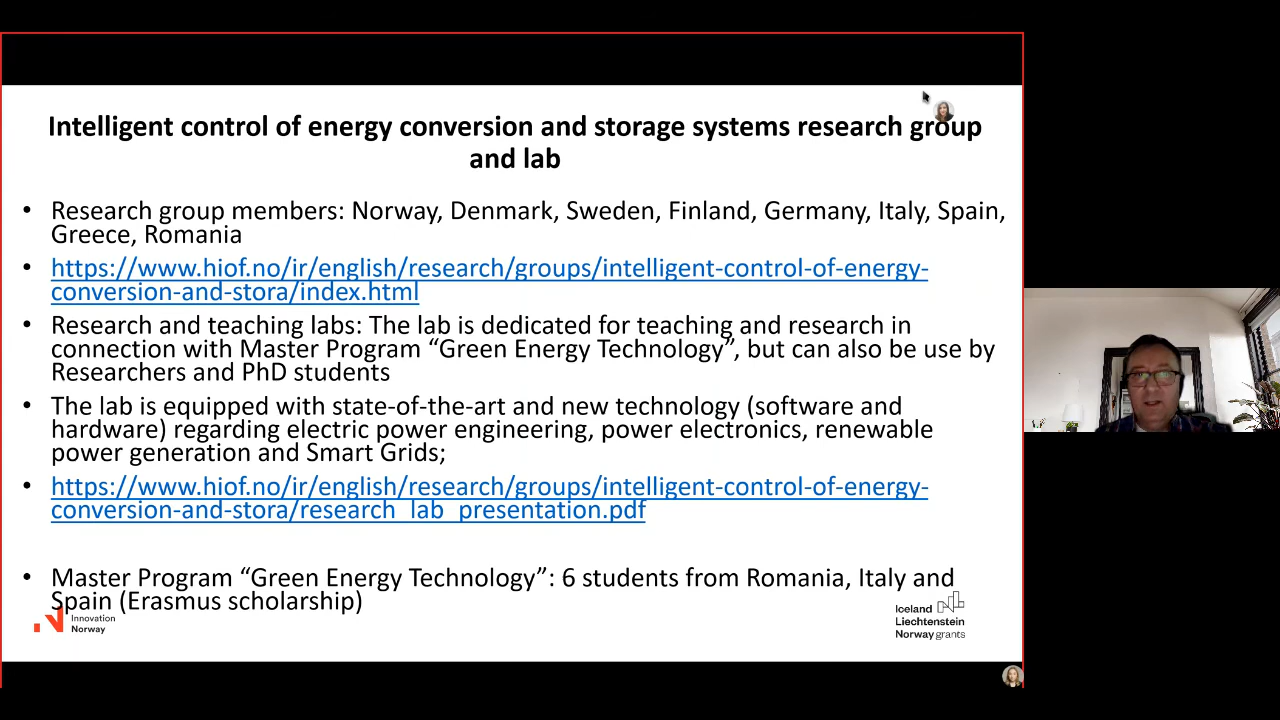 Intelligent control of energy conversion and storage systems research group
and lab
• Research group members: Norway, Denmark, Sweden, Finland, Germany, Italy, Spain,
Greece, Romania
• https://www.hiof.no/ir/english/research/groups/intelligent-control-of-energy-
conversion-and-stora/index.html
• Research and teaching labs: The lab is dedicated for teaching and research in
connection with Master Program “Green Energy Technology”, but can also be use by
Researchers and PhD students
• The lab is equipped with state-of-the-art and new technology (software and
hardware) regarding electric power engineering, power electronics, renewable
power generation and Smart Grids;
• https://www.hiof.no/ir/english/research/groups/intelligent-control-of-energy-
conversion-and-stora/research_lab_presentation.pdf
• Master Program “Green Energy Technology”: 6 students from Romania, Italy and
Spain (Erasmus scholarship)
Innovation
Norway
Iceland
Liechtenstein
Norway grants